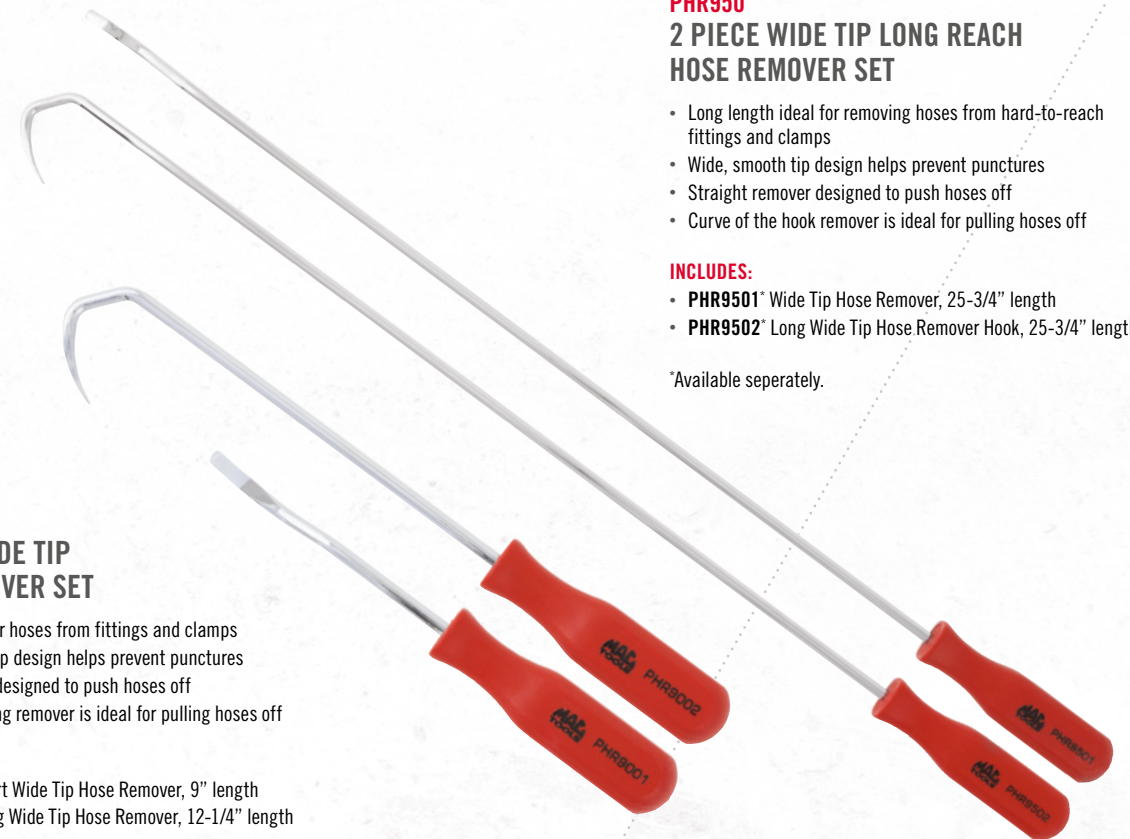 PHR950
2 PIECE WIDE TIP LONG REACH
HOSE REMOVER SET
• Long length ideal for removing hoses from hard-to-reach
fittings and clamps
• Wide, smooth tip design helps prevent punctures
• Straight remover designed to push hoses off
• Curve of the hook remover is ideal for pulling hoses off
INCLUDES:
• PHR9501* Wide Tip Hose Remover, 25-3/4” length
• PHR9502* Long Wide Tip Hose Remover Hook, 25-3/4” lengt
*Available seperately.
DE TIP
VER SET
r hoses from fittings and clamps
p design helps prevent punctures
designed to push hoses off
ng remover is ideal for pulling hoses off
rt Wide Tip Hose Remover, 9” length
g Wide Tip Hose Remover, 12-1/4” length
MAC
TOOLS
PHR9002
MAC
TOOLS
PHR9001
MAC
TOOLS
PHR9501
MAC
TOOLS
PHR9502